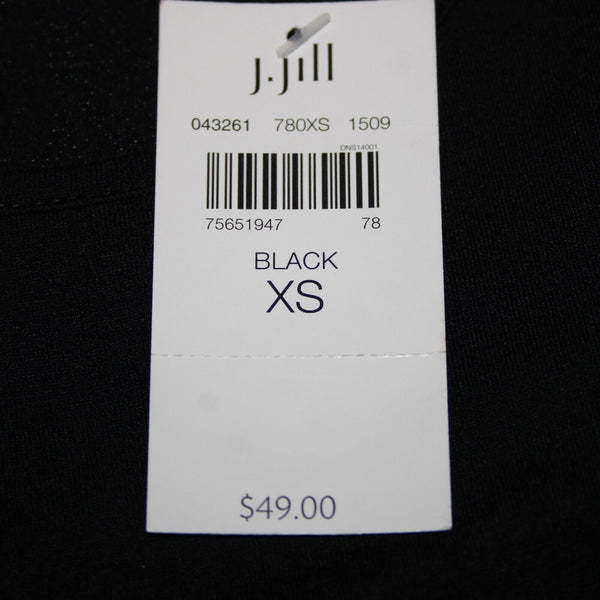 J.Jill
043261 780XS 1509
DNS14001
75651947 78
BLACK
XS
$49.00